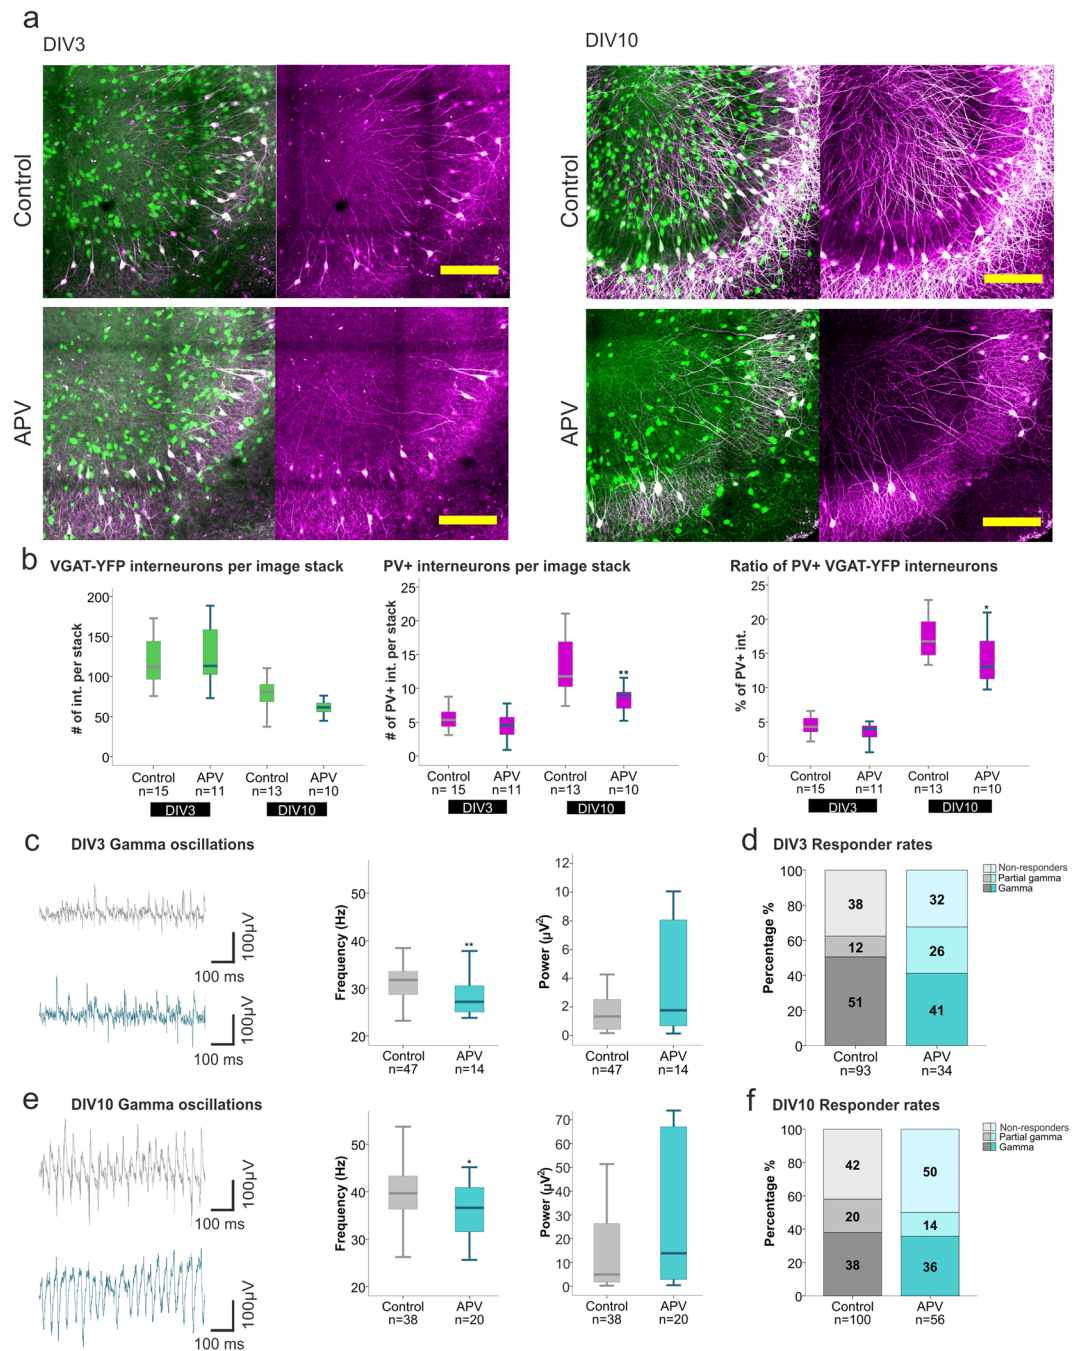 a
DIV3
DIV10
Control
Control
APV
APV
b
VGAT-YFP interneurons per image stack
PV+ interneurons per image stack
Ratio of PV+ VGAT-YFP interneurons
# of int. per stack
200
150
100
50
0
Control
n=15
APV
n=11
Control
n=13
APV
n=10
DIV3
DIV10
# of PV+ int. per stack
25
20
15
10
5
0
**
Control
n= 15
APV
n=11
Control
n=13
APV
n=10
DIV3
DIV10
% of PV+ int.
25
20
15
10
5
0
*
Control
n=15
APV
n=11
Control
n=13
APV
n=10
DIV3
DIV10
c
DIV3 Gamma oscillations
100μV
100 ms
100μV
100 ms
Frequency (Hz)
50
30
20
**
Control
n=47
APV
n=14
Power (μV²)
12
10
8
6
4
2
0
Control
n=47
APV
n=14
d
DIV3 Responder rates
Percentage %
100
80
60
40
20
0
38
12
51
32
26
41
Control
n=93
APV
n=34
Non-responders
Partial gamma
Gamma
e
DIV10 Gamma oscillations
100μV
100 ms
100μV
100 ms
Frequency (Hz)
50
40
30
20
*
Control
n=38
APV
n=20
Power (μV²)
70
60
50
40
30
20
10
0
Control
n=38
APV
n=20
f
DIV10 Responder rates
Percentage %
100
80
60
40
20
0
42
20
38
50
14
36
Control
n=100
APV
n=56
Non-responders
Partial gamma
Gamma